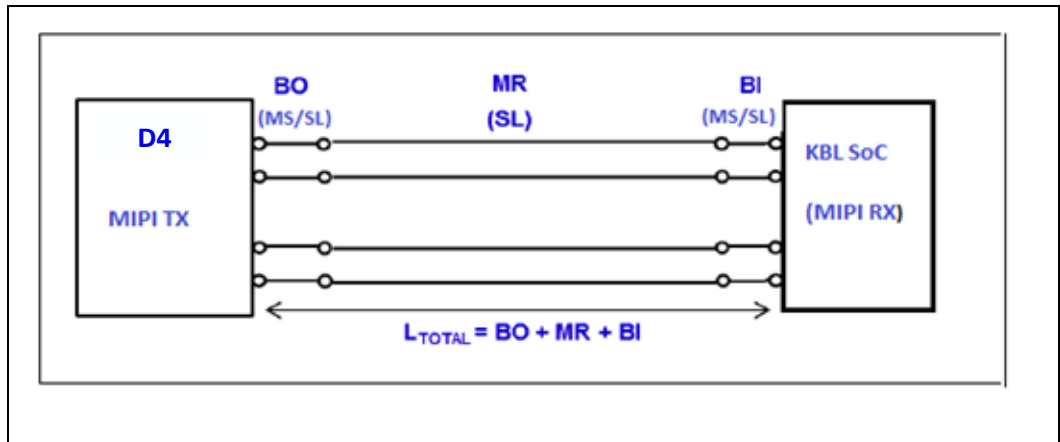 BO
(MS/SL)
MR
(SL)
BI
(MS/SL)
D4
MIPI TX
KBL SoC
(MIPI RX)
LTOTAL = BO + MR + BI